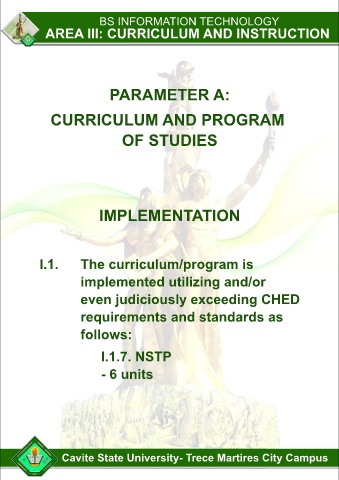 BS INFORMATION TECHNOLOGY
AREA III: CURRICULUM AND INSTRUCTION
PARAMETER A:
CURRICULUM AND PROGRAM
OF STUDIES
IMPLEMENTATION
I.1. The curriculum/program is
implemented utilizing and/or
even judiciously exceeding CHED
requirements and standards as
follows:
I.1.7. NSTP
- 6 units
Cavite State University- Trece Martires City Campus